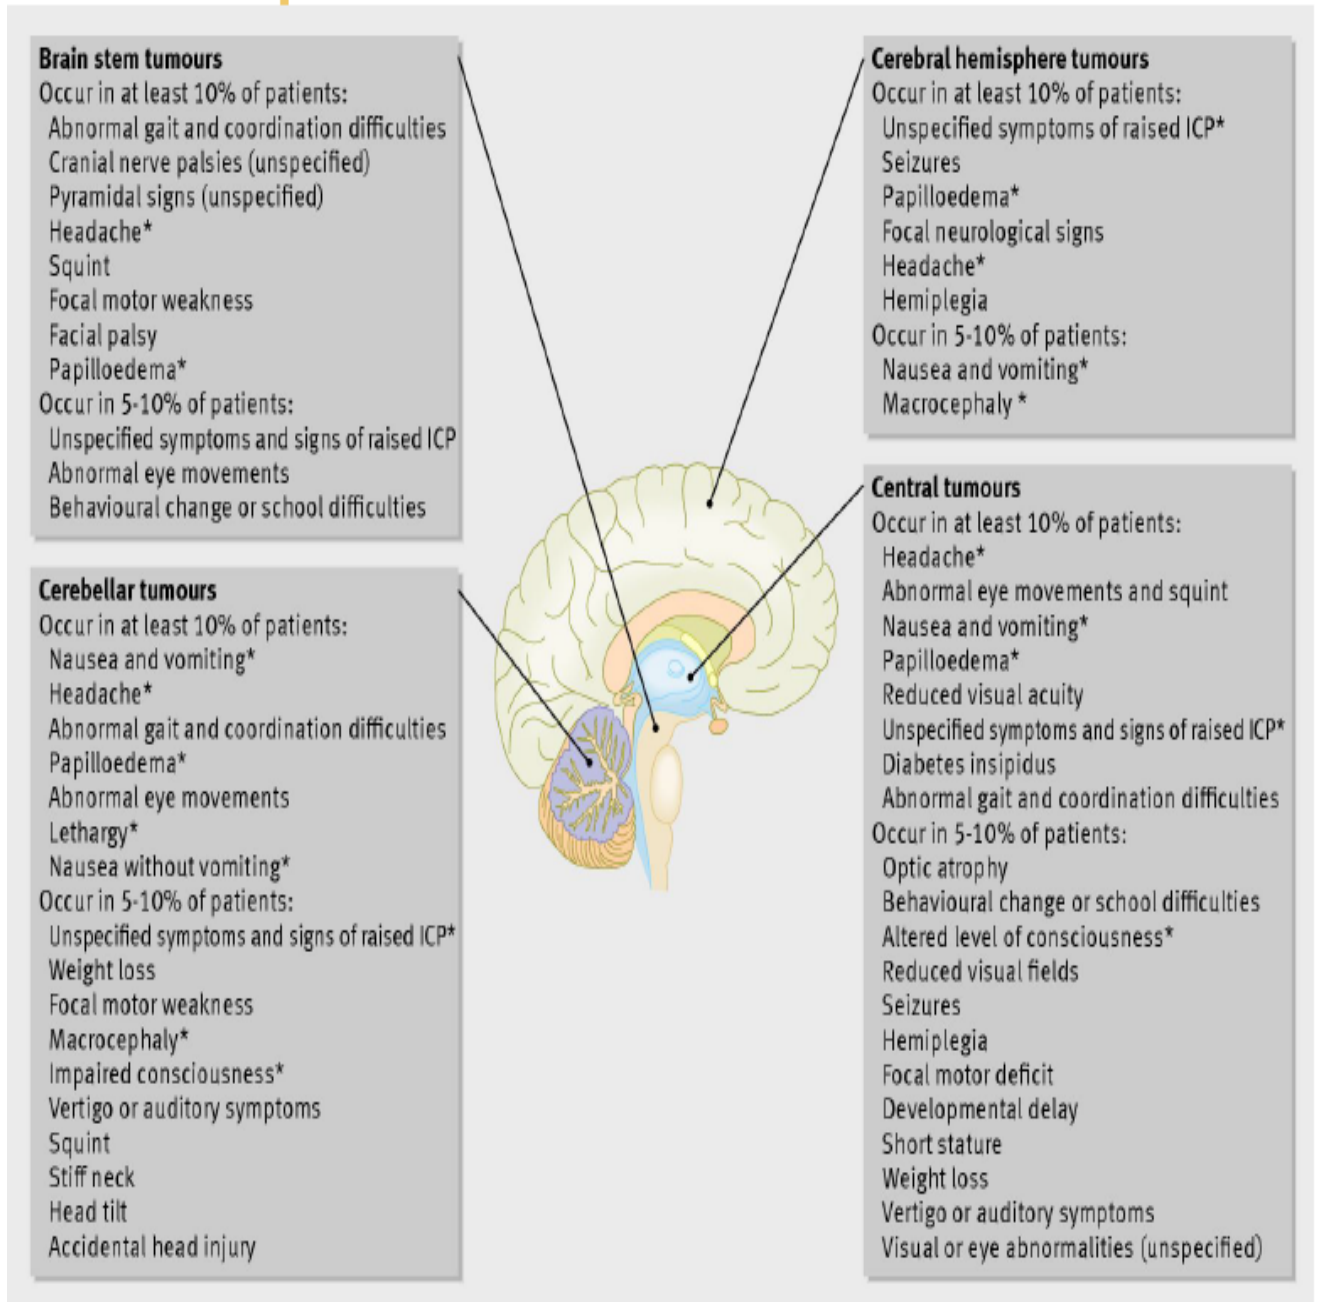 Brain stem tumours
Occur in at least 10% of patients:
Abnormal gait and coordination difficulties
Cranial nerve palsies (unspecified)
Pyramidal signs (unspecified)
Headache*
Squint
Focal motor weakness
Facial palsy
Papilloedema*
Occur in 5-10% of patients:
Unspecified symptoms and signs of raised ICP
Abnormal eye movements
Behavioural change or school difficulties
Cerebellar tumours
Occur in at least 10% of patients:
Nausea and vomiting*
Headache*
Abnormal gait and coordination difficulties
Papilloedema*
Abnormal eye movements
Lethargy*
Nausea without vomiting*
Occur in 5-10% of patients:
Unspecified symptoms and signs of raised ICP*
Weight loss
Focal motor weakness
Macrocephaly*
Impaired consciousness*
Vertigo or auditory symptoms
Squint
Stiff neck
Head tilt
Accidental head injury
Cerebral hemisphere tumours
Occur in at least 10% of patients:
Unspecified symptoms of raised ICP*
Seizures
Papilloedema*
Focal neurological signs
Headache*
Hemiplegia
Occur in 5-10% of patients:
Nausea and vomiting*
Macrocephaly *
Central tumours
Occur in at least 10% of patients:
Headache*
Abnormal eye movements and squint
Nausea and vomiting*
Papilloedema*
Reduced visual acuity
Unspecified symptoms and signs of raised ICP*
Diabetes insipidus
Abnormal gait and coordination difficulties
Occur in 5-10% of patients:
Optic atrophy
Behavioural change or school difficulties
Altered level of consciousness*
Reduced visual fields
Seizures
Hemiplegia
Focal motor deficit
Developmental delay
Short stature
Weight loss
Vertigo or auditory symptoms
Visual or eye abnormalities (unspecified)